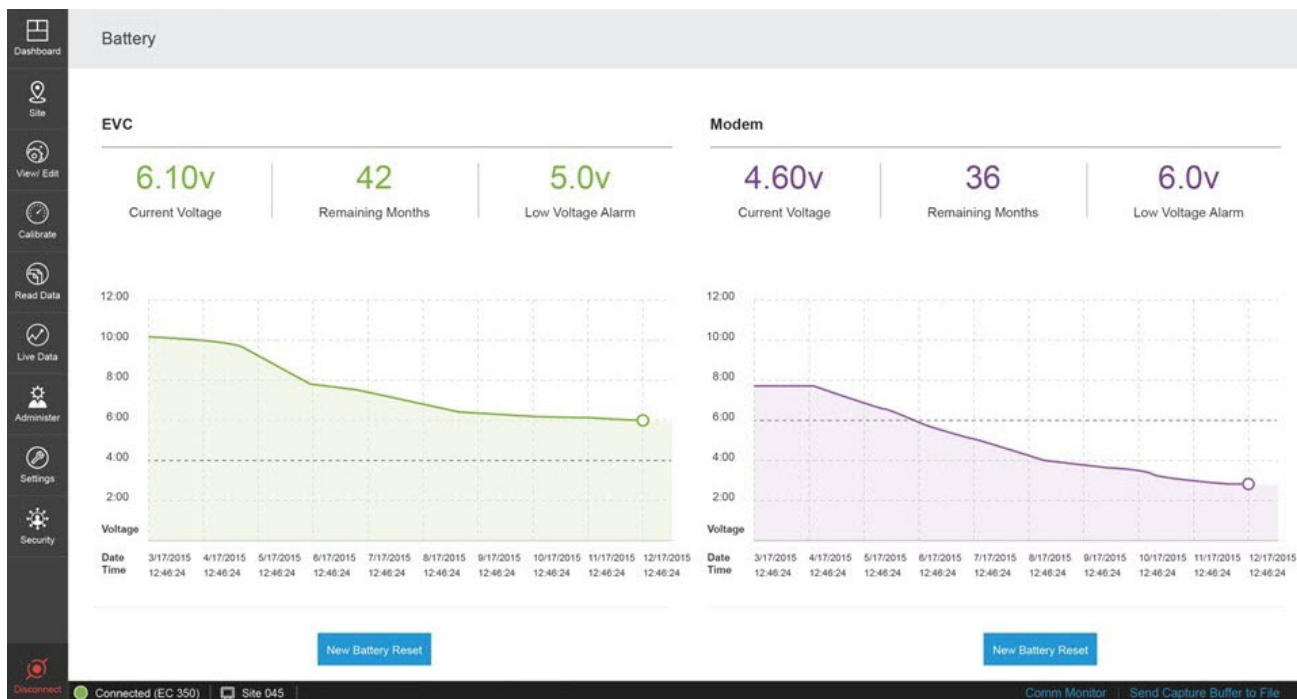 Dashboard
Site
View/ Edit
Calibrate
Read Data
Live Data
Administer
Settings
Security
Disconnect
Battery
EVC
6.10v
42
5.0v
Current Voltage
Remaining Months
Low Voltage Alarm
12:00
10:00
8:00
6:00
4:00
2:00
Voltage
Date 3/17/2015 4/17/2015 5/17/2015 6/17/2015 7/17/2015 8/17/2015 9/17/2015 10/17/2015 11/17/2015 12/17/2015
Time 12:46:24 12:46:24 12:46:24 12:46:24 12:46:24 12:46:24 12:46:24 12:46:24 12:46:24 12:46:24
New Battery Reset
Modem
4.60v
36
6.0v
Current Voltage
Remaining Months
Low Voltage Alarm
12:00
10:00
8:00
6:00
4:00
2:00
Voltage
Date 3/17/2015 4/17/2015 5/17/2015 6/17/2015 7/17/2015 8/17/2015 9/17/2015 10/17/2015 11/17/2015 12/17/2015
Time 12:46:24 12:46:24 12:46:24 12:46:24 12:46:24 12:46:24 12:46:24 12:46:24 12:46:24 12:46:24
New Battery Reset
Connected (EC 350) Site 045 Comm Monitor Send Capture Buffer to File